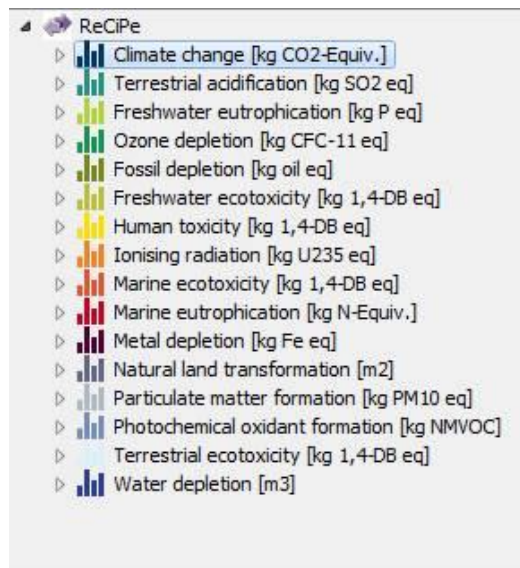 ReCiPe
Climate change [kg CO2-Equiv.]
Terrestrial acidification [kg SO2 eq]
Freshwater eutrophication [kg P eq]
Ozone depletion [kg CFC-11 eq]
Fossil depletion [kg oil eq]
Freshwater ecotoxicity [kg 1,4-DB eq]
Human toxicity [kg 1,4-DB eq]
Ionising radiation [kg U235 eq]
Marine ecotoxicity [kg 1,4-DB eq]
Marine eutrophication [kg N-Equiv.]
Metal depletion [kg Fe eq]
Natural land transformation [m2]
Particulate matter formation [kg PM10 eq]
Photochemical oxidant formation [kg NMVOC]
Terrestrial ecotoxicity [kg 1,4-DB eq]
Water depletion [m3]